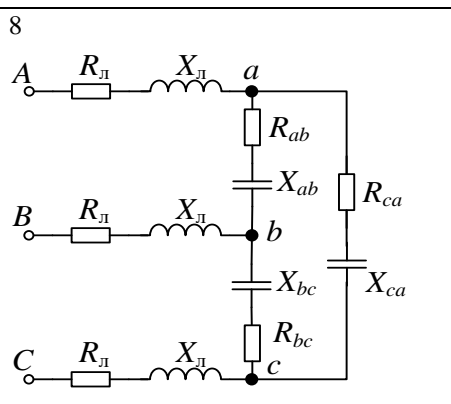 8
A R_л X_л a
R_ab
X_ab
R_ca
B R_л X_л b
X_bc
X_ca
R_bc
C R_л X_л c